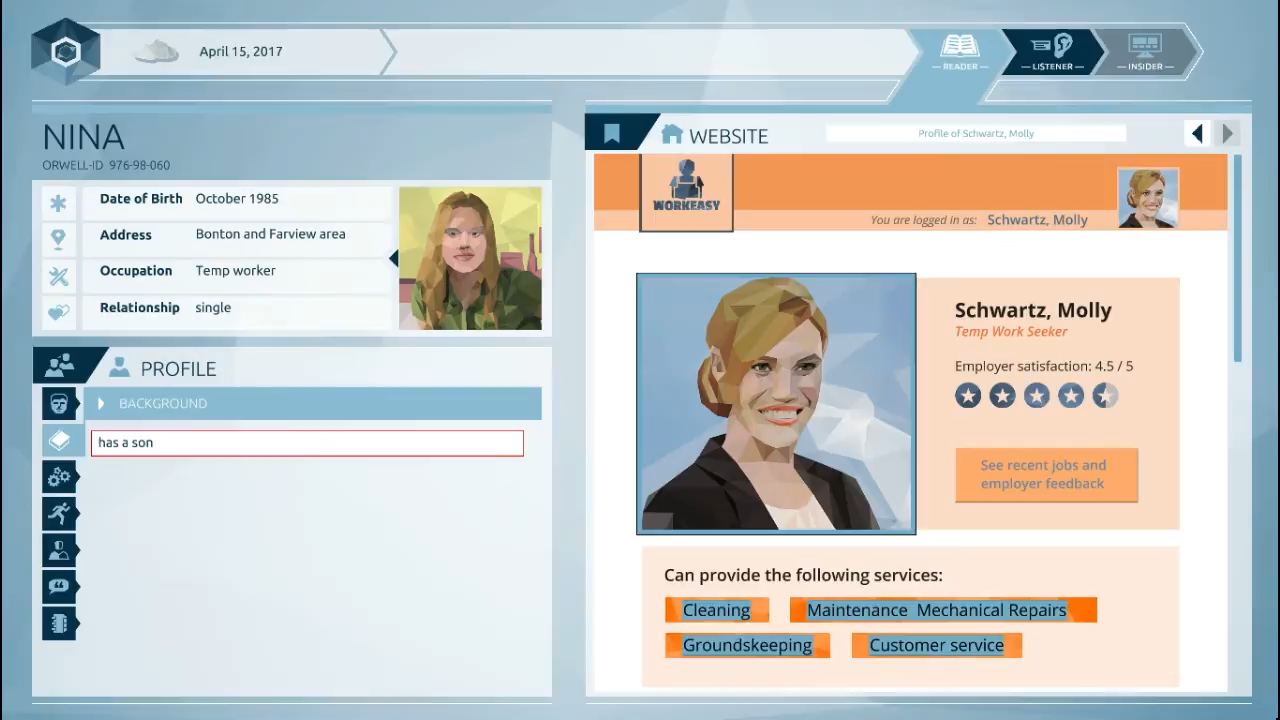 April 15, 2017
READER
LISTENER
INSIDER
NINA
ORWELL-ID 976-98-060
Date of Birth October 1985
Address Bonton and Farview area
Occupation Temp worker
Relationship single
PROFILE
BACKGROUND
has a son
WEBSITE
Profile of Schwartz, Molly
WORKEASY
You are logged in as: Schwartz, Molly
Schwartz, Molly
Temp Work Seeker
Employer satisfaction: 4.5 / 5
See recent jobs and
employer feedback
Can provide the following services:
Cleaning Maintenance Mechanical Repairs
Groundskeeping Customer service